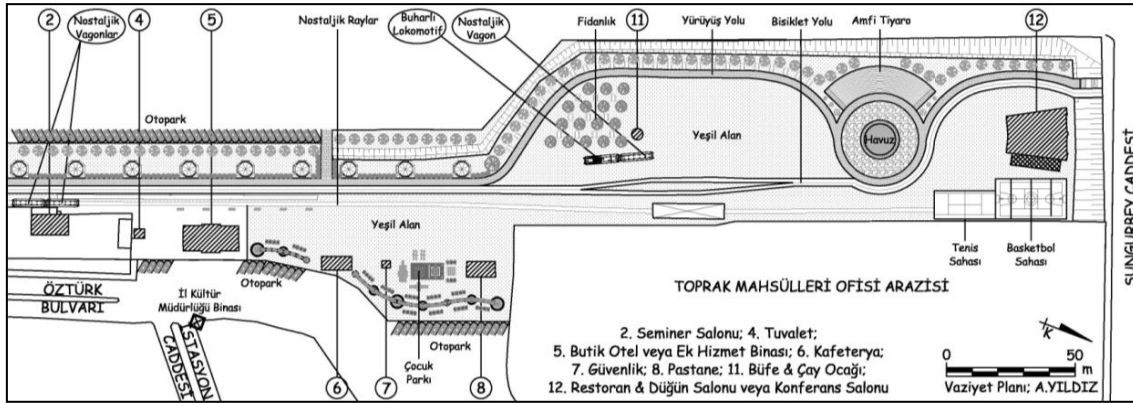 2
Nostaljik
Vagonlar
4
5
Nostaljik Raylar
Buharlı
Lokomotif
Nostaljik
Vagon
Fidanlık
11
Yürüyüş Yolu
Bisiklet Yolu
Amfi Tiyaro
12
Otopark
Yeşil Alan
Havuz
SUNGURBEY CADDESİ
Yeşil Alan
Tenis
Sahası
Basketbol
Sahası
Otopark
ÖZTÜRK
BULVARI
İl Kültür
Müdürlüğü Binası
İSTASYON
CADDESİ
Çocuk
Parkı
Otopark
6
7
8
TOPRAK MAHSÜLLERİ OFİSİ ARAZİSİ
2. Seminer Salonu; 4. Tuvalet;
5. Butik Otel veya Ek Hizmet Binası; 6. Kafeterya;
7. Güvenlik; 8. Pastane; 11. Büfe & Çay Ocağı;
12. Restoran & Düğün Salonu veya Konferans Salonu
K
0 50
m
Vaziyet Planı; A.YILDIZ